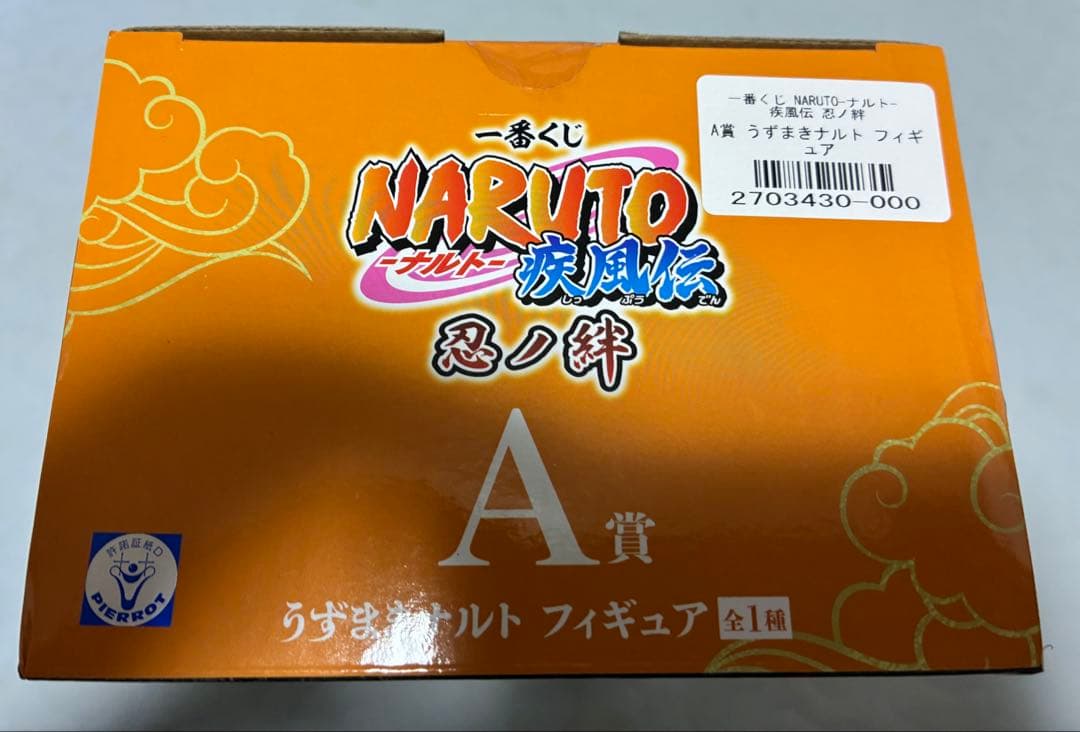 一番くじ
NARUTO
-ナルト-
疾風伝
しっ ぷう でん
忍ノ絆
一番くじ NARUTO-ナルト-
疾風伝 忍ノ絆
A賞 うずまきナルト フィギ
ュア
2703430-000
A賞
うずまきナルト フィギュア 全1種
許諾証紙D
PIERROT